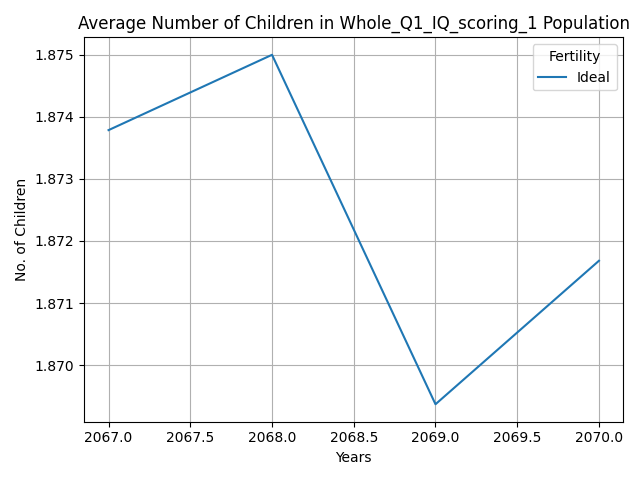 Average Number of Children in Whole_Q1_IQ_scoring_1 Population
Fertility
Ideal
No. of Children
1.875
1.874
1.873
1.872
1.871
1.870
2067.0 2067.5 2068.0 2068.5 2069.0 2069.5 2070.0
Years